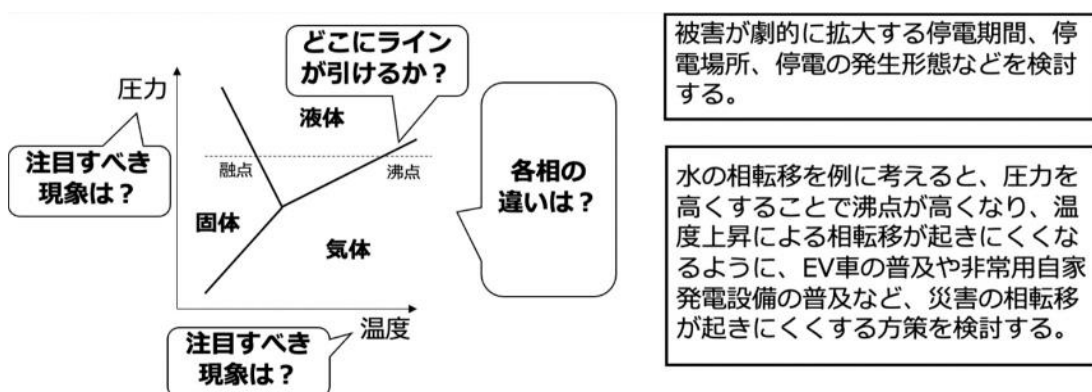 どこにライン
が引けるか？
圧力
液体
注目すべき
現象は？
融点
沸点
各相の
違いは？
固体
気体
温度
注目すべき
現象は？
被害が劇的に拡大する停電期間、停
電場所、停電の発生形態などを検討
する。
水の相転移を例に考えると、圧力を
高くすることで沸点が高くなり、温
度上昇による相転移が起きにくくな
るように、EV車の普及や非常用自家
発電設備の普及など、災害の相転移
が起きにくくする方策を検討する。